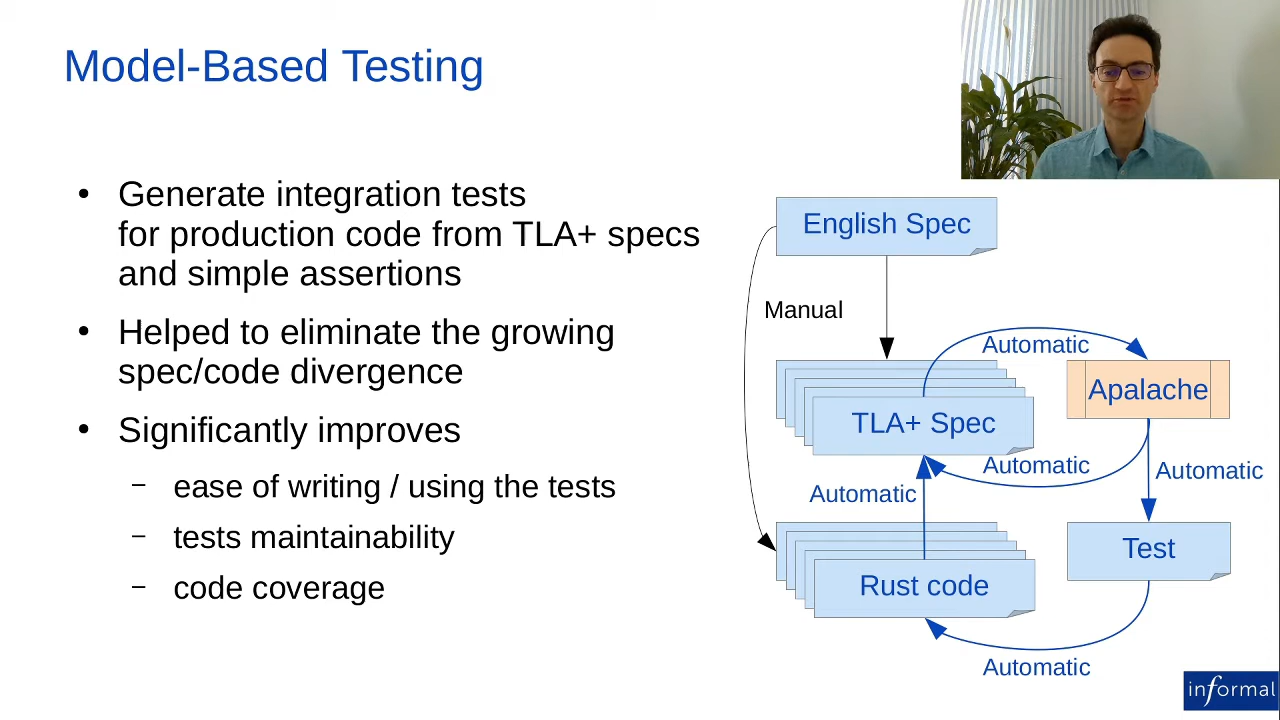 Model-Based Testing
• Generate integration tests
for production code from TLA+ specs
and simple assertions
• Helped to eliminate the growing
spec/code divergence
• Significantly improves
– ease of writing / using the tests
– tests maintainability
– code coverage
English Spec
Manual
Automatic
Apalache
TLA+ Spec
Automatic
Automatic
Automatic
Test
Rust code
Automatic
informal